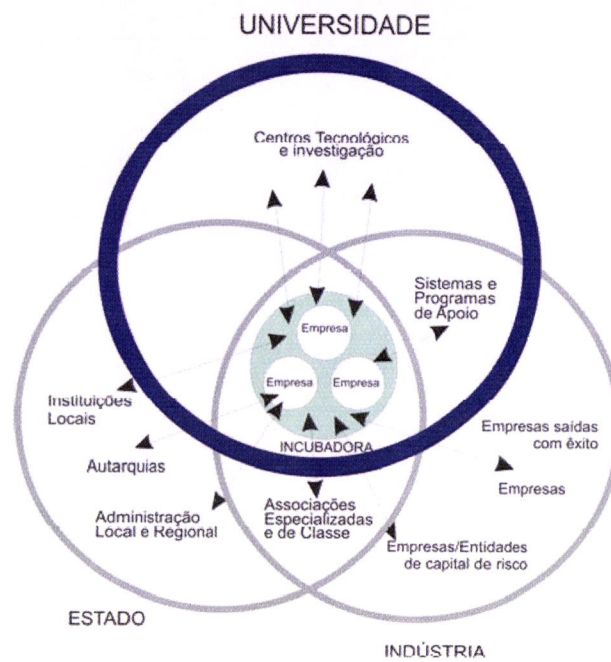 UNIVERSIDADE
Centros Tecnológicos
e investigação
Sistemas e
Programas
de Apoio
Empresa
Empresa
Empresa
INCUBADORA
Instituições
Locais
Autarquias
Administração
Local e Regional
Associações
Especializadas
e de Classe
Empresas saídas
com êxito
Empresas
Empresas/Entidades
de capital de risco
ESTADO
INDÚSTRIA